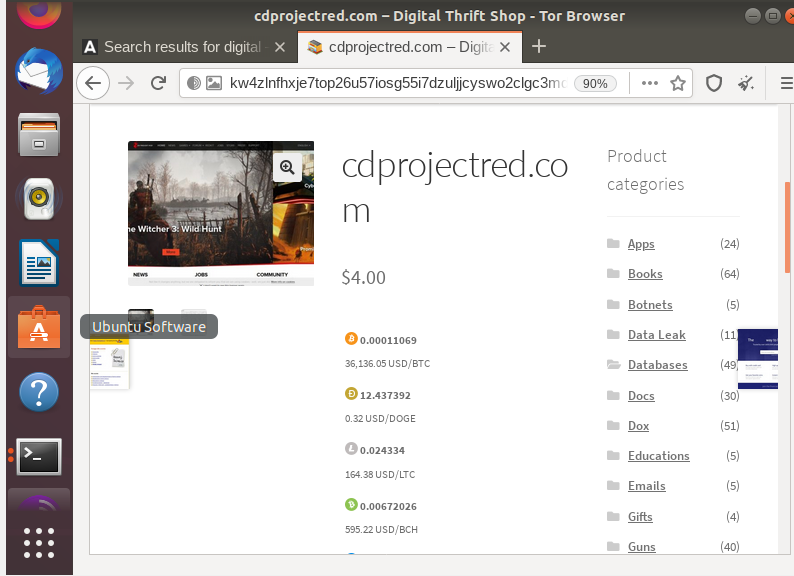 cdprojectred.com – Digital Thrift Shop - Tor Browser
Search results for digital
cdprojectred.com – Digita
kw4zlnfhxje7top26u57iosg55i7dzuljjcyswo2clgc3mo
90%
cdprojectred.co
m
$4.00
he Witcher 3: Wild Hunt
NEWS
JOBS
COMMUNITY
Ubuntu Software
0.00011069
36,136.05 USD/BTC
12.437392
0.32 USD/DOGE
0.024334
164.38 USD/LTC
0.00672026
595.22 USD/BCH
Product
categories
Apps (24)
Books (64)
Botnets (5)
Data Leak (11)
Databases (49)
Docs (30)
Dox (51)
Educations (5)
Emails (5)
Gifts (4)
Guns (40)